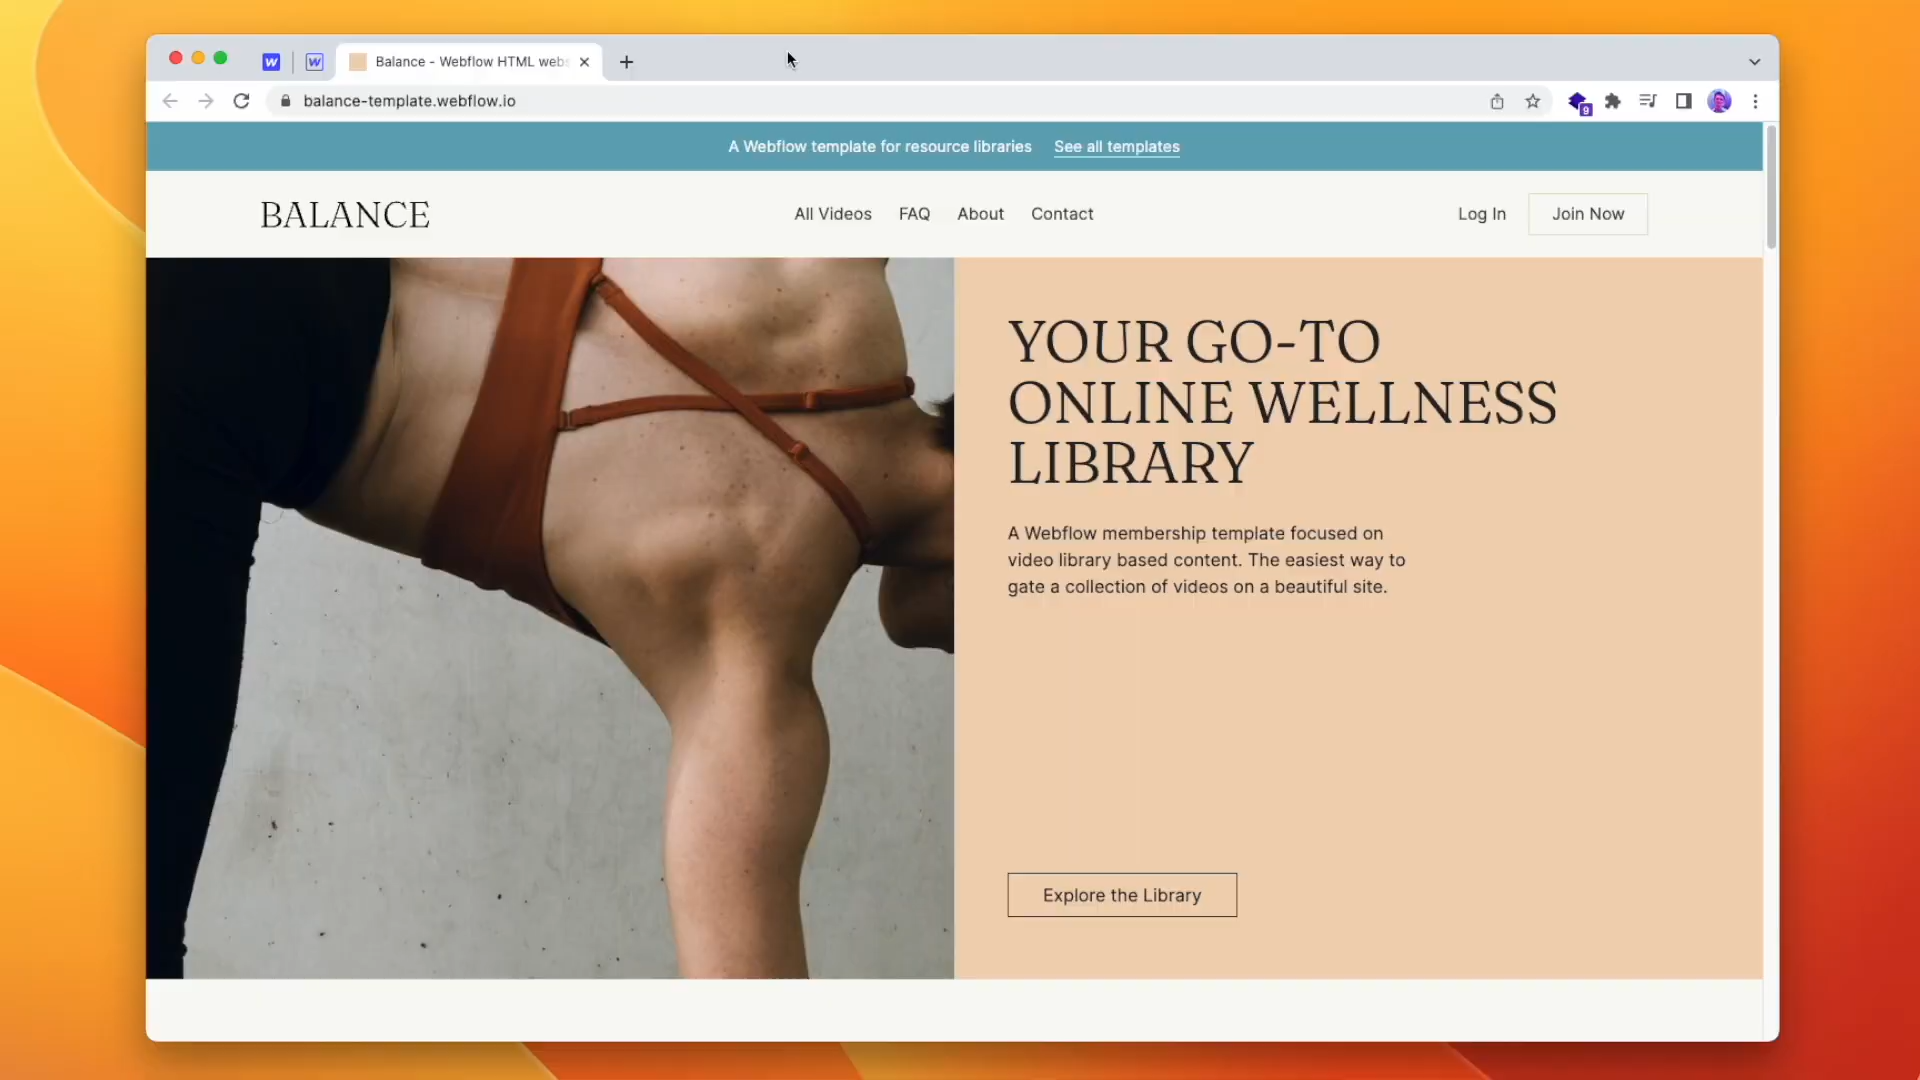 Balance - Webflow HTML webs
balance-template.webflow.io
9
A Webflow template for resource libraries See all templates
BALANCE
All Videos FAQ About Contact
Log In Join Now
YOUR GO-TO
ONLINE WELLNESS
LIBRARY
A Webflow membership template focused on
video library based content. The easiest way to
gate a collection of videos on a beautiful site.
Explore the Library